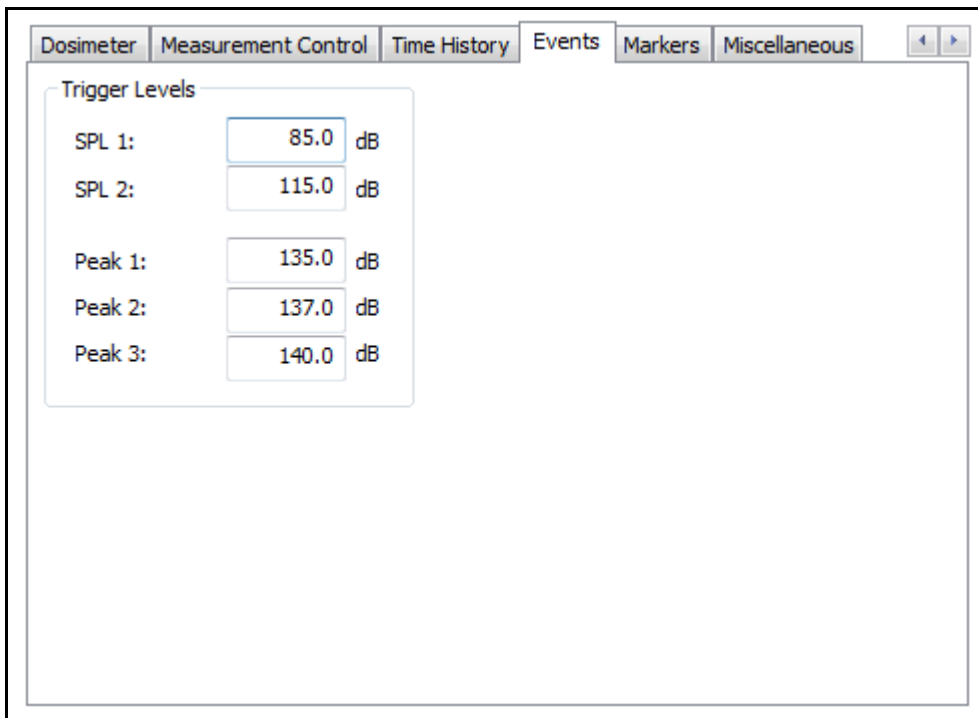 Dosimeter Measurement Control Time History Events Markers Miscellaneous
Trigger Levels
SPL 1: 85.0 dB
SPL 2: 115.0 dB
Peak 1: 135.0 dB
Peak 2: 137.0 dB
Peak 3: 140.0 dB